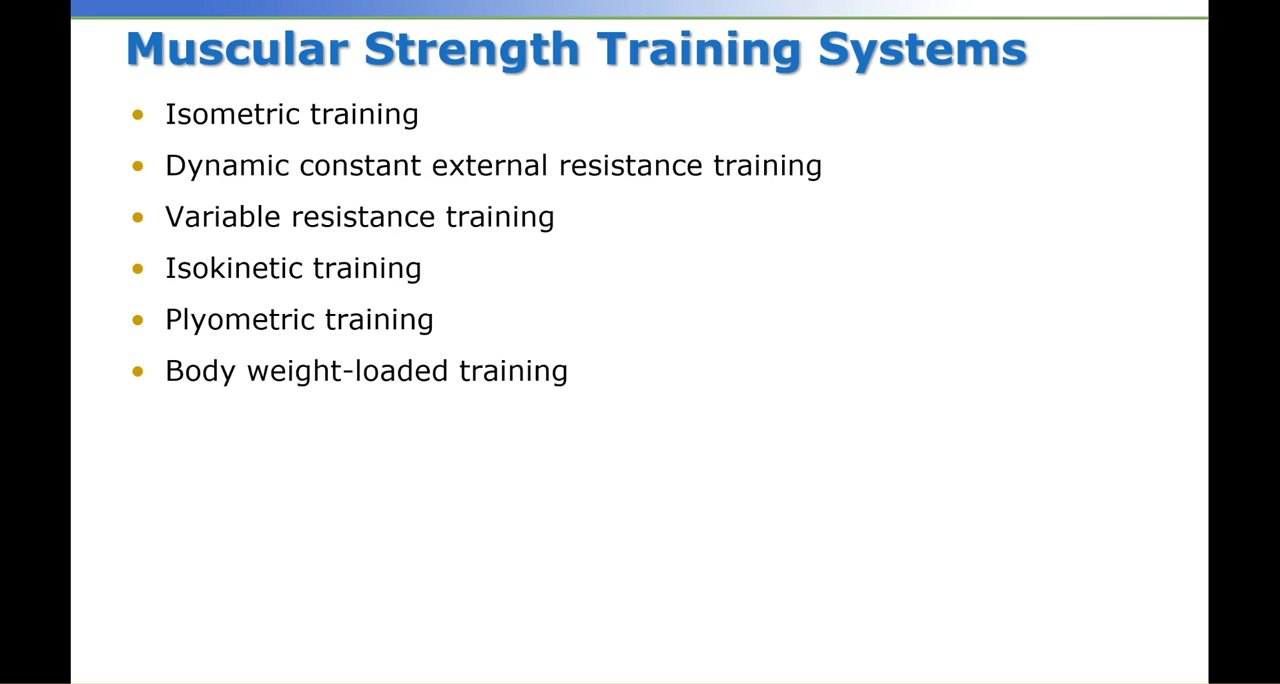 Muscular Strength Training Systems
• Isometric training
• Dynamic constant external resistance training
• Variable resistance training
• Isokinetic training
• Plyometric training
• Body weight-loaded training